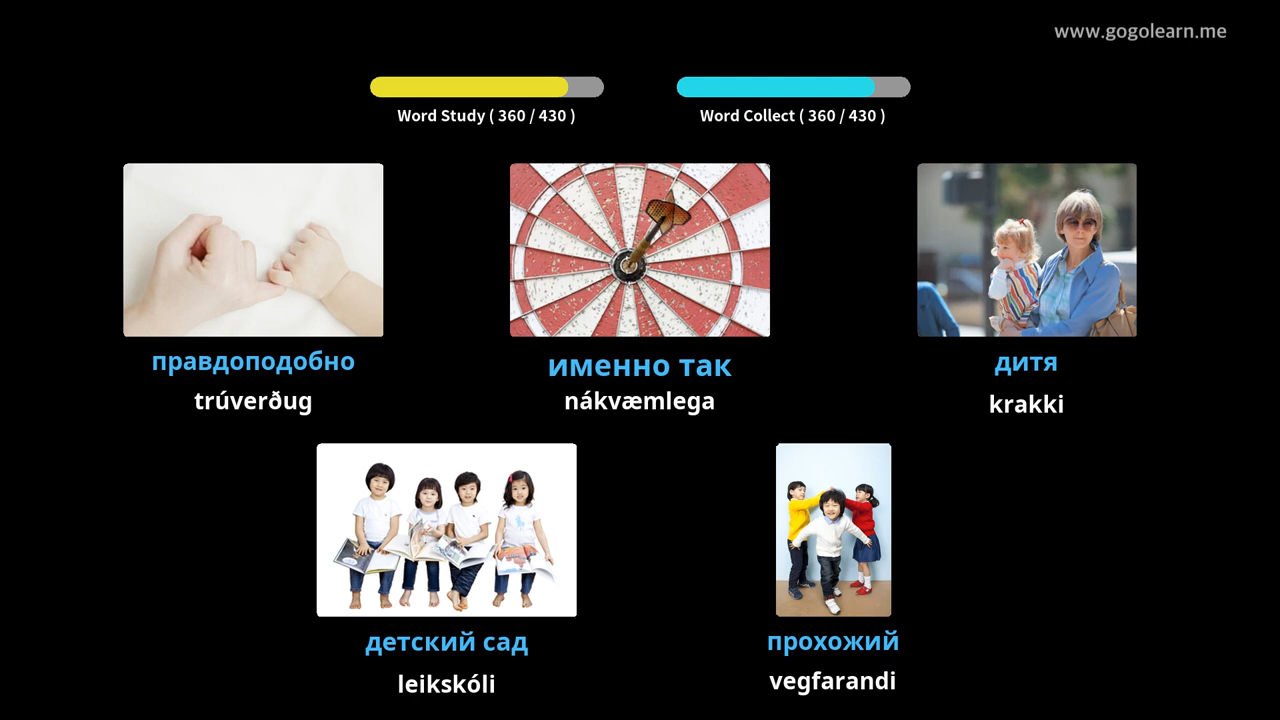 www.gogolearn.me
Word Study ( 360 / 430 )
Word Collect ( 360 / 430 )
правдоподобно
trúverðug
именно так
nákvæmlega
дитя
krakki
детский сад
leikskóli
прохожий
vegfarandi